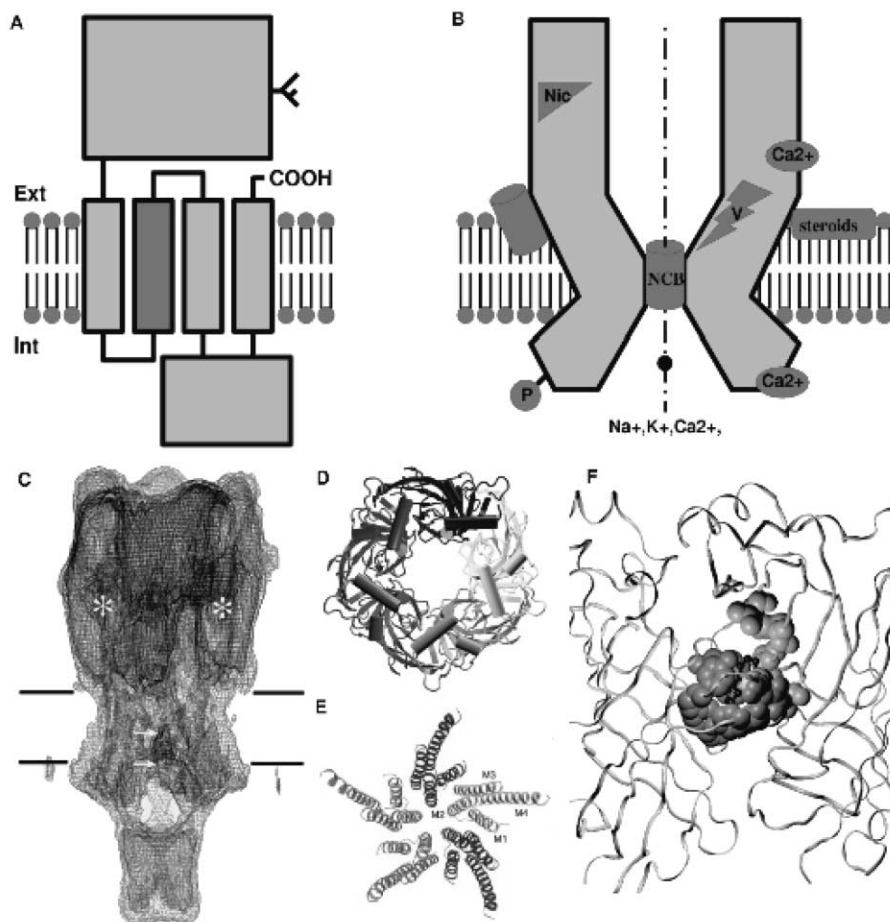 A
COOH
Ext
Int
B
Nic
Ca2+
V
steroids
NCB
P
Ca2+
Na+,K+,Ca2+,
C
*
*
D
E
M3
M4
M2
M1
F